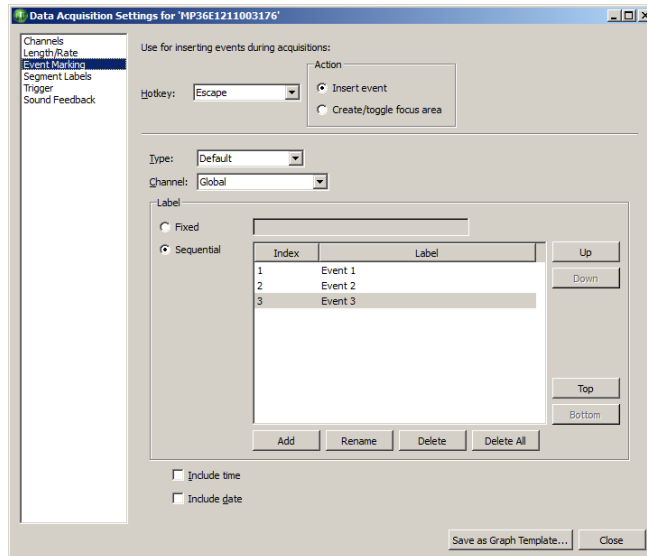 Data Acquisition Settings for 'MP36E1211003176'
Channels
Length/Rate
Event Marking
Segment Labels
Trigger
Sound Feedback
Use for inserting events during acquisitions:
Action
Hotkey: Escape
Insert event
Create/toggle focus area
Type: Default
Channel: Global
Label
Fixed
Sequential
Index Label
1 Event 1
2 Event 2
3 Event 3
Up
Down
Top
Bottom
Add Rename Delete Delete All
Include time
Include date
Save as Graph Template... Close